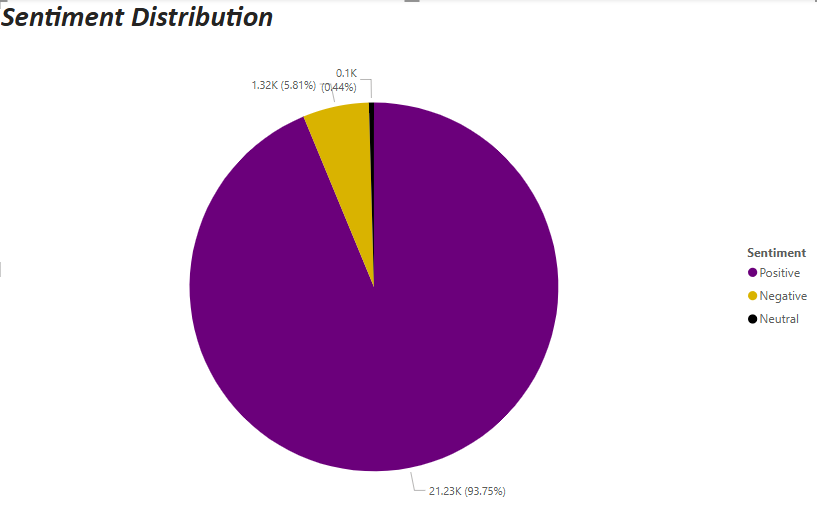 Sentiment Distribution
0.1K
(0.44%)
1.32K (5.81%)
21.23K (93.75%)
Sentiment
Positive
Negative
Neutral